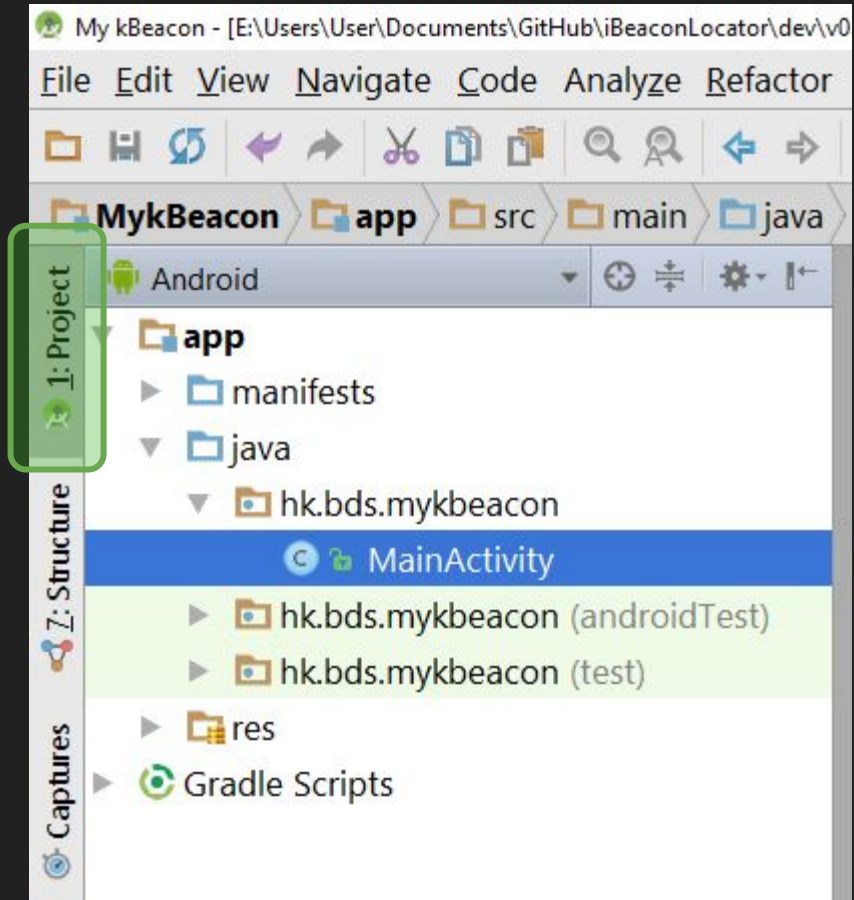 My kBeacon - [E:\Users\User\Documents\GitHub\iBeaconLocator\dev\v0
File Edit View Navigate Code Analyze Refactor
MykBeacon app src main java
1: Project
7: Structure
Captures
Android
app
manifests
java
hk.bds.mykbeacon
MainActivity
hk.bds.mykbeacon (androidTest)
hk.bds.mykbeacon (test)
res
Gradle Scripts